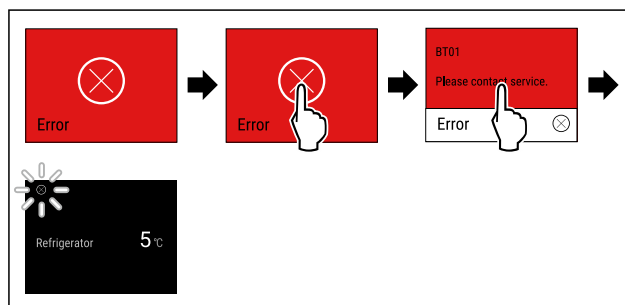 Error
Error
BT01
Please contact service.
Error
Refrigerator 5 °C